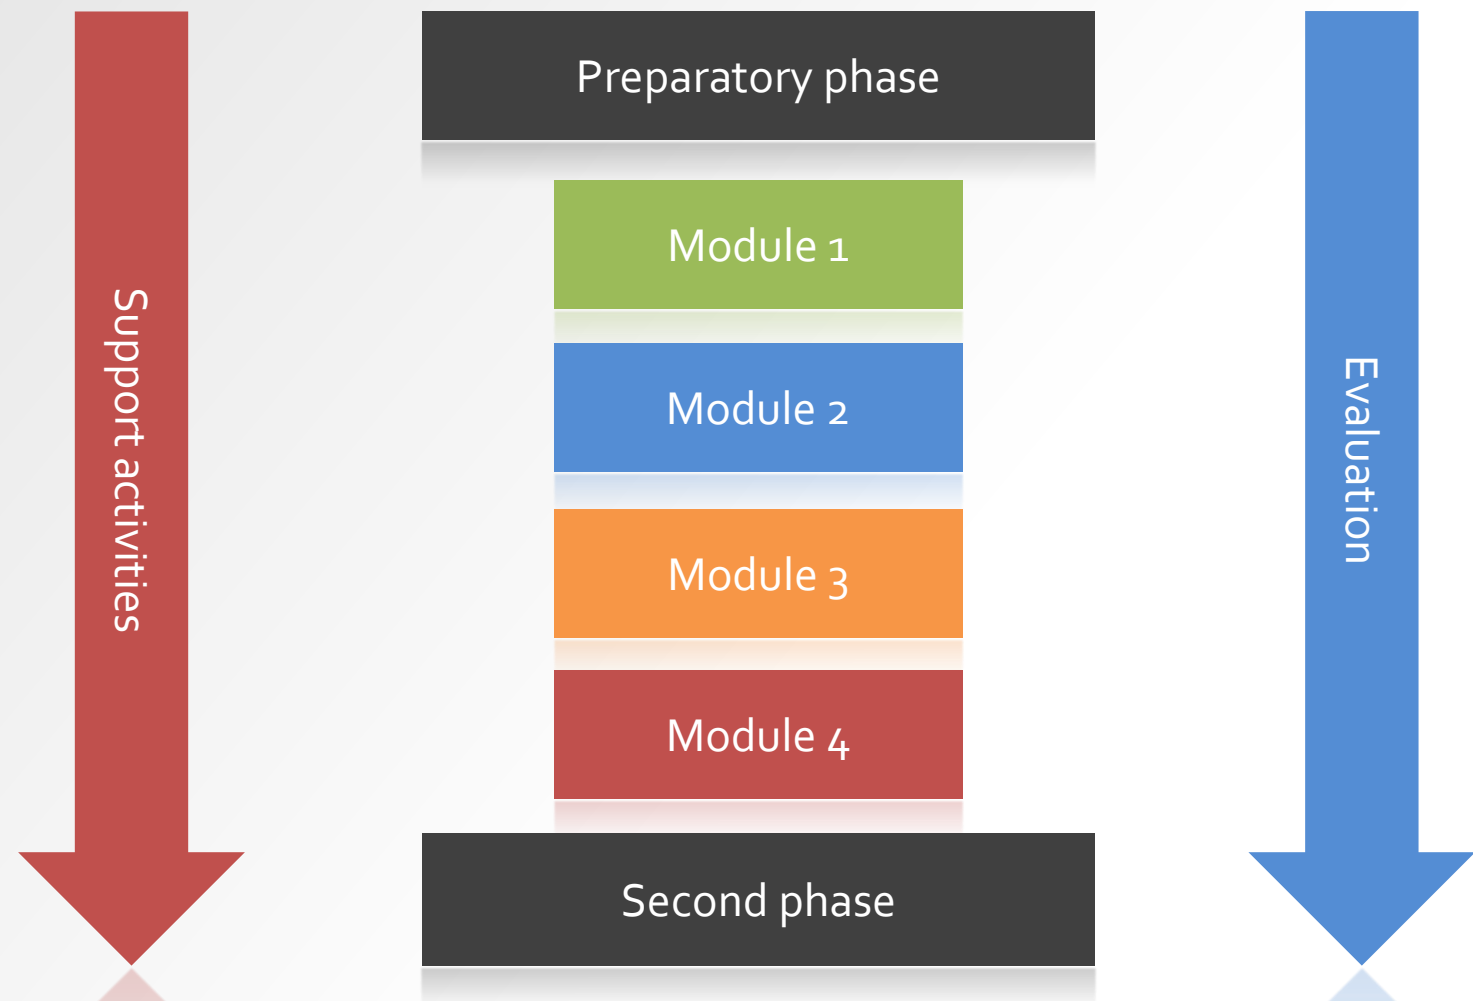 Preparatory phase
Module 1
Module 2
Module 3
Module 4
Second phase
Support activities
Evaluation